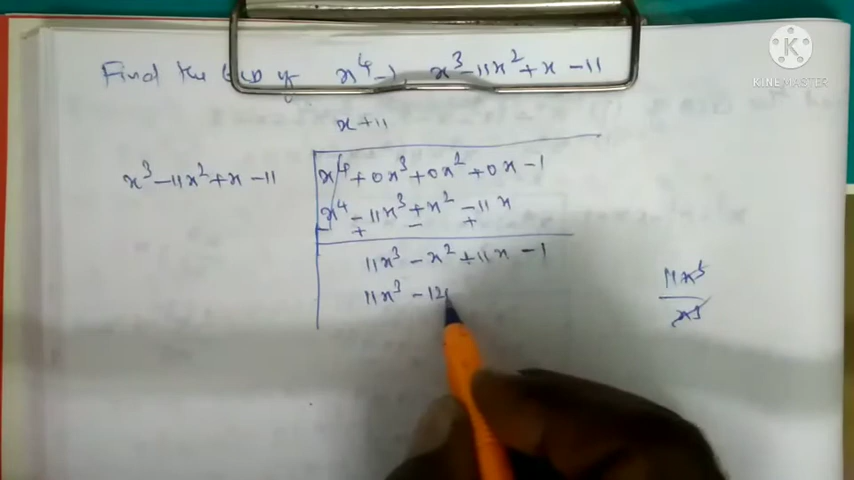 Find the GCD of x⁴-1, x³-11x²+x-11
KINEMASTER
x+11
x³-11x²+x-11 x⁴+0x³+0x²+0x-1
x⁴-11x³+x²-11x
- + - +
11x³-x²+11x-1
11x³-12
11x³
x³